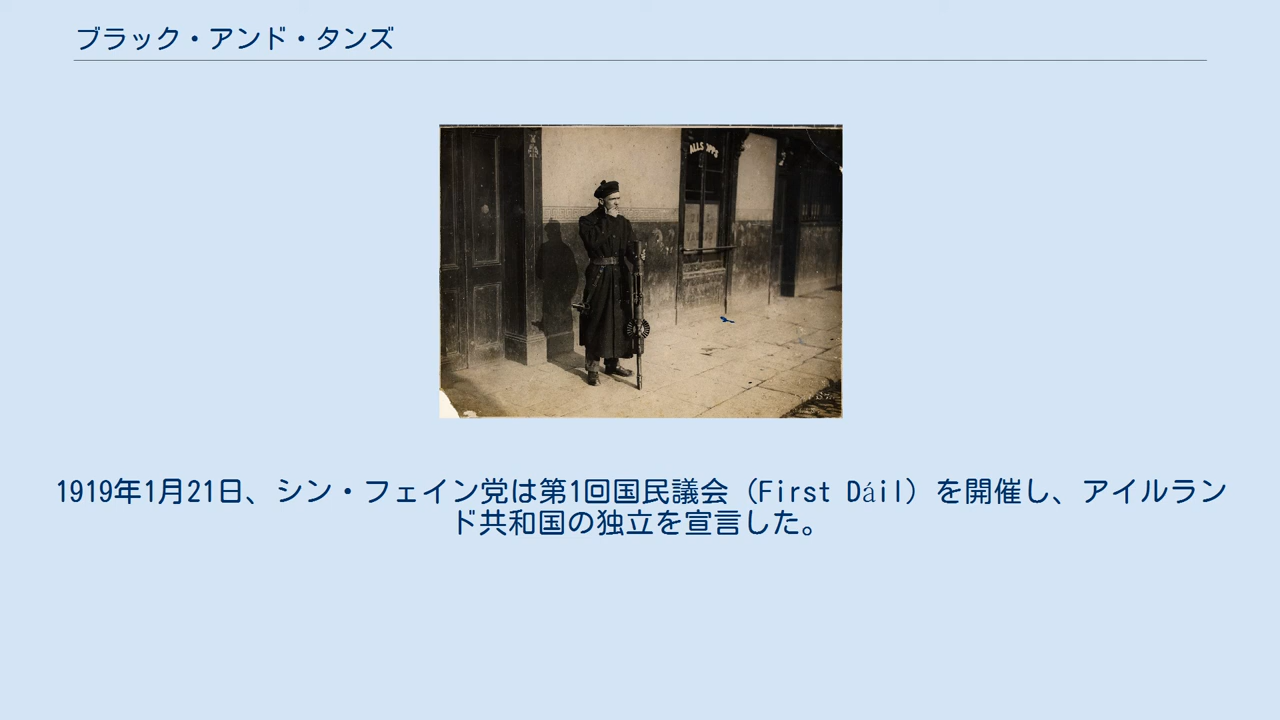 ブラック・アンド・タンズ
ALLSOPPS
1919年1月21日、シン・フェイン党は第1回国民議会（First Dáil）を開催し、アイルラン
ド共和国の独立を宣言した。